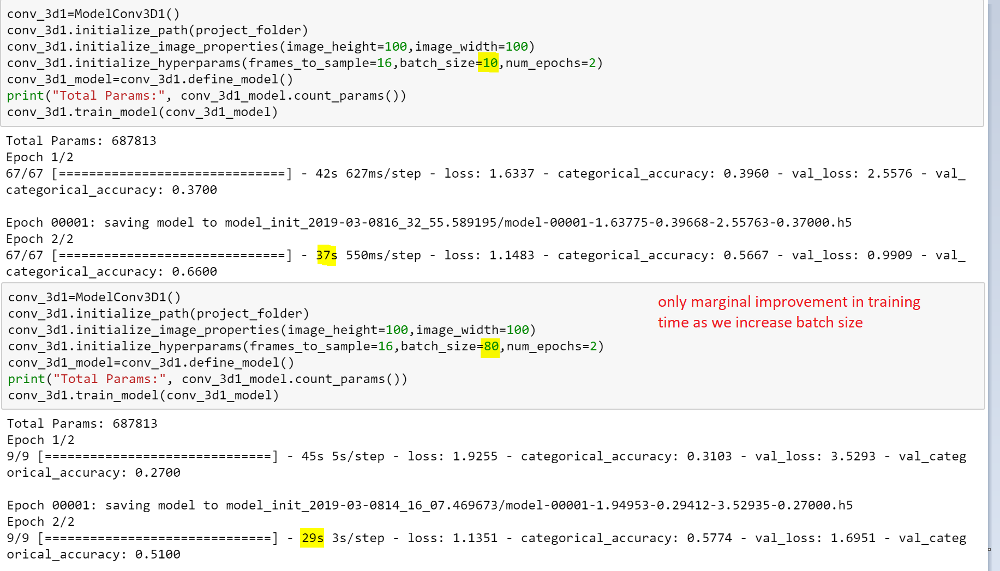 conv_3d1=ModelConv3D1()
conv_3d1.initialize_path(project_folder)
conv_3d1.initialize_image_properties(image_height=100,image_width=100)
conv_3d1.initialize_hyperparams(frames_to_sample=16,batch_size=10,num_epochs=2)
conv_3d1_model=conv_3d1.define_model()
print("Total Params:", conv_3d1_model.count_params())
conv_3d1.train_model(conv_3d1_model)
Total Params: 687813
Epoch 1/2
67/67 [==============================] - 42s 627ms/step - loss: 1.6337 - categorical_accuracy: 0.3960 - val_loss: 2.5576 - val_
categorical_accuracy: 0.3700
Epoch 00001: saving model to model_init_2019-03-0816_32_55.589195/model-00001-1.63775-0.39668-2.55763-0.37000.h5
Epoch 2/2
67/67 [==============================] - 37s 550ms/step - loss: 1.1483 - categorical_accuracy: 0.5667 - val_loss: 0.9909 - val_
categorical_accuracy: 0.6600
conv_3d1=ModelConv3D1()
conv_3d1.initialize_path(project_folder)
conv_3d1.initialize_image_properties(image_height=100,image_width=100)
conv_3d1.initialize_hyperparams(frames_to_sample=16,batch_size=80,num_epochs=2)
conv_3d1_model=conv_3d1.define_model()
print("Total Params:", conv_3d1_model.count_params())
conv_3d1.train_model(conv_3d1_model)
only marginal improvement in training
time as we increase batch size
Total Params: 687813
Epoch 1/2
9/9 [==============================] - 45s 5s/step - loss: 1.9255 - categorical_accuracy: 0.3103 - val_loss: 3.5293 - val_categ
orical_accuracy: 0.2700
Epoch 00001: saving model to model_init_2019-03-0814_16_07.469673/model-00001-1.94953-0.29412-3.52935-0.27000.h5
Epoch 2/2
9/9 [==============================] - 29s 3s/step - loss: 1.1351 - categorical_accuracy: 0.5774 - val_loss: 1.6951 - val_categ
orical_accuracy: 0.5100